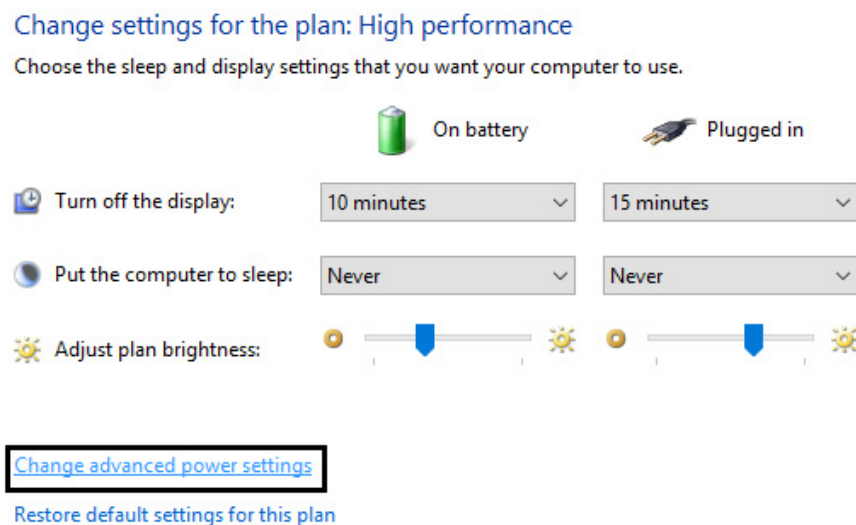 Change settings for the plan: High performance
Choose the sleep and display settings that you want your computer to use.
On battery Plugged in
Turn off the display: 10 minutes 15 minutes
Put the computer to sleep: Never Never
Adjust plan brightness:
Change advanced power settings
Restore default settings for this plan